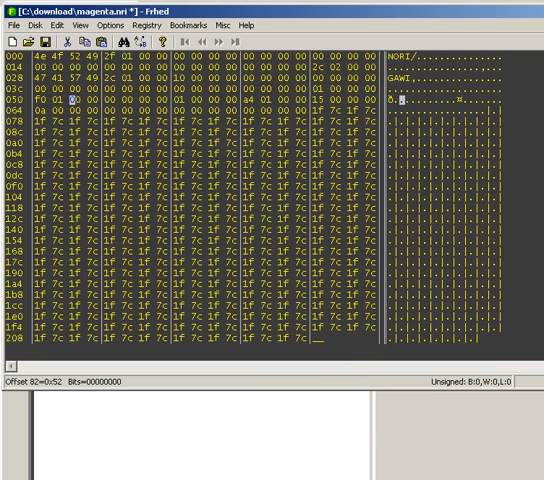 [C:\download\magenta.nri *] - Frhed
File Disk Edit View Options Registry Bookmarks Misc Help
000 4e 4f 52 49 2f 01 00 00 00 00 00 00 00 00 00 00 00 00 00 00 NORI/...............
014 00 00 00 00 00 00 00 00 00 00 00 00 00 00 00 00 2c 02 00 00 ................,...
028 47 41 57 49 2c 01 00 00 10 00 00 00 00 00 00 00 00 00 00 00 GAWI,...............
03c 00 00 00 00 00 00 00 00 00 00 00 00 00 00 00 00 01 00 00 00 ....................
050 f0 01 00 00 00 00 00 00 01 00 00 00 a4 01 00 00 15 00 00 00 ð...........¤.......
064 0a 00 00 00 00 00 00 00 00 00 00 00 00 00 00 00 1f 7c 1f 7c .................|.|
078 1f 7c 1f 7c 1f 7c 1f 7c 1f 7c 1f 7c 1f 7c 1f 7c 1f 7c 1f 7c .|.|.|.|.|.|.|.|.|.|
08c 1f 7c 1f 7c 1f 7c 1f 7c 1f 7c 1f 7c 1f 7c 1f 7c 1f 7c 1f 7c .|.|.|.|.|.|.|.|.|.|
0a0 1f 7c 1f 7c 1f 7c 1f 7c 1f 7c 1f 7c 1f 7c 1f 7c 1f 7c 1f 7c .|.|.|.|.|.|.|.|.|.|
0b4 1f 7c 1f 7c 1f 7c 1f 7c 1f 7c 1f 7c 1f 7c 1f 7c 1f 7c 1f 7c .|.|.|.|.|.|.|.|.|.|
0c8 1f 7c 1f 7c 1f 7c 1f 7c 1f 7c 1f 7c 1f 7c 1f 7c 1f 7c 1f 7c .|.|.|.|.|.|.|.|.|.|
0dc 1f 7c 1f 7c 1f 7c 1f 7c 1f 7c 1f 7c 1f 7c 1f 7c 1f 7c 1f 7c .|.|.|.|.|.|.|.|.|.|
0f0 1f 7c 1f 7c 1f 7c 1f 7c 1f 7c 1f 7c 1f 7c 1f 7c 1f 7c 1f 7c .|.|.|.|.|.|.|.|.|.|
104 1f 7c 1f 7c 1f 7c 1f 7c 1f 7c 1f 7c 1f 7c 1f 7c 1f 7c 1f 7c .|.|.|.|.|.|.|.|.|.|
118 1f 7c 1f 7c 1f 7c 1f 7c 1f 7c 1f 7c 1f 7c 1f 7c 1f 7c 1f 7c .|.|.|.|.|.|.|.|.|.|
12c 1f 7c 1f 7c 1f 7c 1f 7c 1f 7c 1f 7c 1f 7c 1f 7c 1f 7c 1f 7c .|.|.|.|.|.|.|.|.|.|
140 1f 7c 1f 7c 1f 7c 1f 7c 1f 7c 1f 7c 1f 7c 1f 7c 1f 7c 1f 7c .|.|.|.|.|.|.|.|.|.|
154 1f 7c 1f 7c 1f 7c 1f 7c 1f 7c 1f 7c 1f 7c 1f 7c 1f 7c 1f 7c .|.|.|.|.|.|.|.|.|.|
168 1f 7c 1f 7c 1f 7c 1f 7c 1f 7c 1f 7c 1f 7c 1f 7c 1f 7c 1f 7c .|.|.|.|.|.|.|.|.|.|
17c 1f 7c 1f 7c 1f 7c 1f 7c 1f 7c 1f 7c 1f 7c 1f 7c 1f 7c 1f 7c .|.|.|.|.|.|.|.|.|.|
190 1f 7c 1f 7c 1f 7c 1f 7c 1f 7c 1f 7c 1f 7c 1f 7c 1f 7c 1f 7c .|.|.|.|.|.|.|.|.|.|
1a4 1f 7c 1f 7c 1f 7c 1f 7c 1f 7c 1f 7c 1f 7c 1f 7c 1f 7c 1f 7c .|.|.|.|.|.|.|.|.|.|
1b8 1f 7c 1f 7c 1f 7c 1f 7c 1f 7c 1f 7c 1f 7c 1f 7c 1f 7c 1f 7c .|.|.|.|.|.|.|.|.|.|
1cc 1f 7c 1f 7c 1f 7c 1f 7c 1f 7c 1f 7c 1f 7c 1f 7c 1f 7c 1f 7c .|.|.|.|.|.|.|.|.|.|
1e0 1f 7c 1f 7c 1f 7c 1f 7c 1f 7c 1f 7c 1f 7c 1f 7c 1f 7c 1f 7c .|.|.|.|.|.|.|.|.|.|
1f4 1f 7c 1f 7c 1f 7c 1f 7c 1f 7c 1f 7c 1f 7c 1f 7c 1f 7c 1f 7c .|.|.|.|.|.|.|.|.|.|
208 1f 7c 1f 7c 1f 7c 1f 7c 1f 7c 1f 7c 1f 7c 1f 7c __ .|.|.|.|.|.|.|.|
Offset 82=0x52 Bits=00000000 Unsigned: B:0,W:0,L:0